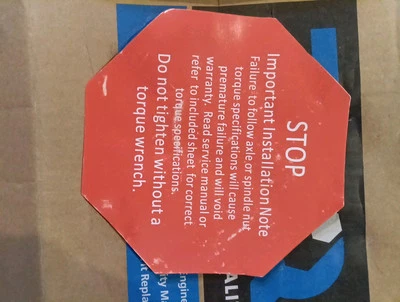 STOP
Important Installation Note
Failure to follow axle or spindle nut
torque specifications will cause
premature failure and will void
warranty. Read service manual or
refer to included sheet for correct
torque specifications.
Do not tighten without a
torque wrench.